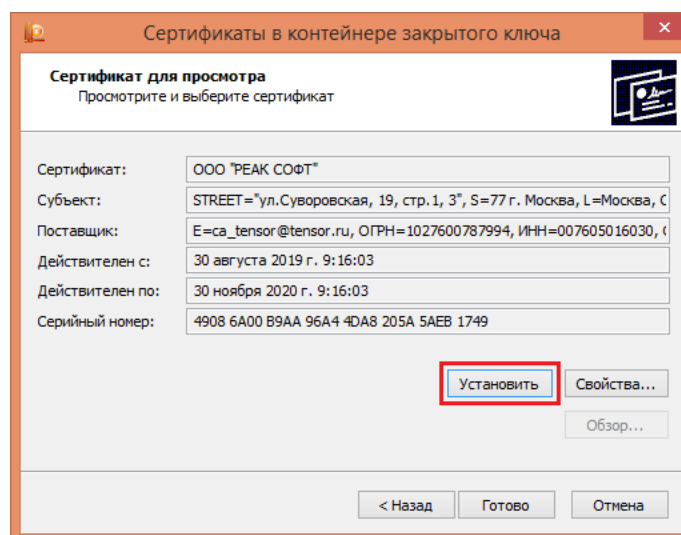 Сертификаты в контейнере закрытого ключа
Сертификат для просмотра
Просмотрите и выберите сертификат
Сертификат: ООО "РЕАК СОФТ"
Субъект: STREET="ул.Суворовская, 19, стр.1, 3", S=77 г. Москва, L=Москва,
Поставщик: E=ca_tensor@tensor.ru, ОГРН=1027600787994, ИНН=007605016030,
Действителен с: 30 августа 2019 г. 9:16:03
Действителен по: 30 ноября 2020 г. 9:16:03
Серийный номер: 4908 6A00 B9AA 96A4 4DA8 205A 5AEB 1749
Установить Свойства...
Обзор...
< Назад Готово Отмена